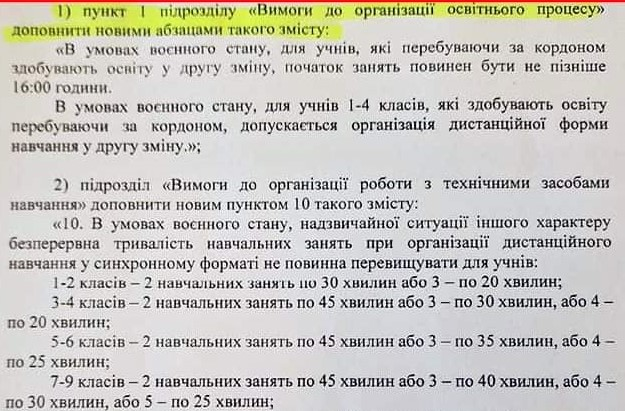 1) пункт 1 підрозділу «Вимоги до організації освітнього процесу»
доповнити новими абзацами такого змісту:
«В умовах воєнного стану, для учнів, які перебуваючи за кордоном
здобувають освіту у другу зміну, початок занять повинен бути не пізніше
16:00 години.
В умовах воєнного стану, для учнів 1-4 класів, які здобувають освіту
перебуваючи за кордоном, допускається організація дистанційної форми
навчання у другу зміну.»;
2) підрозділ «Вимоги до організації роботи з технічними засобами
навчання» доповнити новим пунктом 10 такого змісту:
«10. В умовах воєнного стану, надзвичайної ситуації іншого характеру
безперервна тривалість навчальних занять при організації дистанційного
навчання у синхронному форматі не повинна перевищувати для учнів:
1-2 класів – 2 навчальних занять по 30 хвилин або 3 – по 20 хвилин;
3-4 класів – 2 навчальних занять по 45 хвилин або 3 – по 30 хвилин, або 4 –
по 20 хвилин;
5-6 класів – 2 навчальних занять по 45 хвилин або 3 – по 35 хвилин, або 4 –
по 25 хвилин;
7-9 класів – 2 навчальних занять по 45 хвилин або 3 – по 40 хвилин, або 4 –
по 30 хвилин, або 5 – по 25 хвилин;